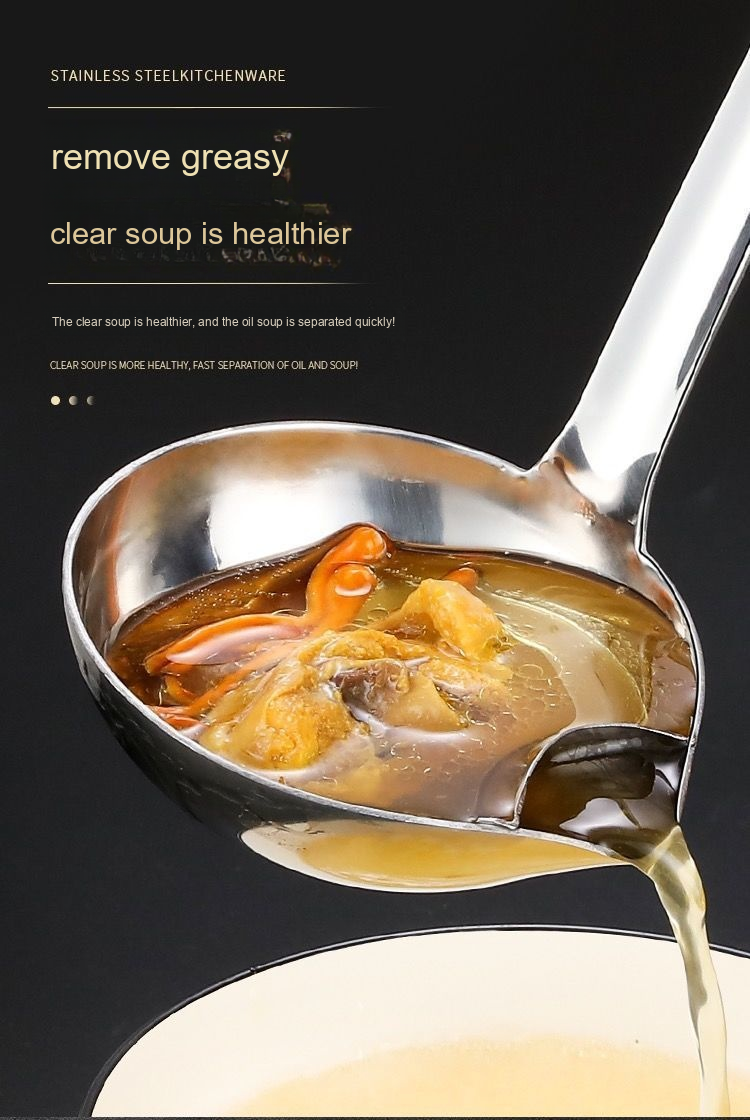 STAINLESS STEELKITCHENWARE
remove greasy
clear soup is healthier
The clear soup is healthier, and the oil soup is separated quickly!
CLEAR SOUP IS MORE HEALTHY, FAST SEPARATION OF OIL AND SOUP!